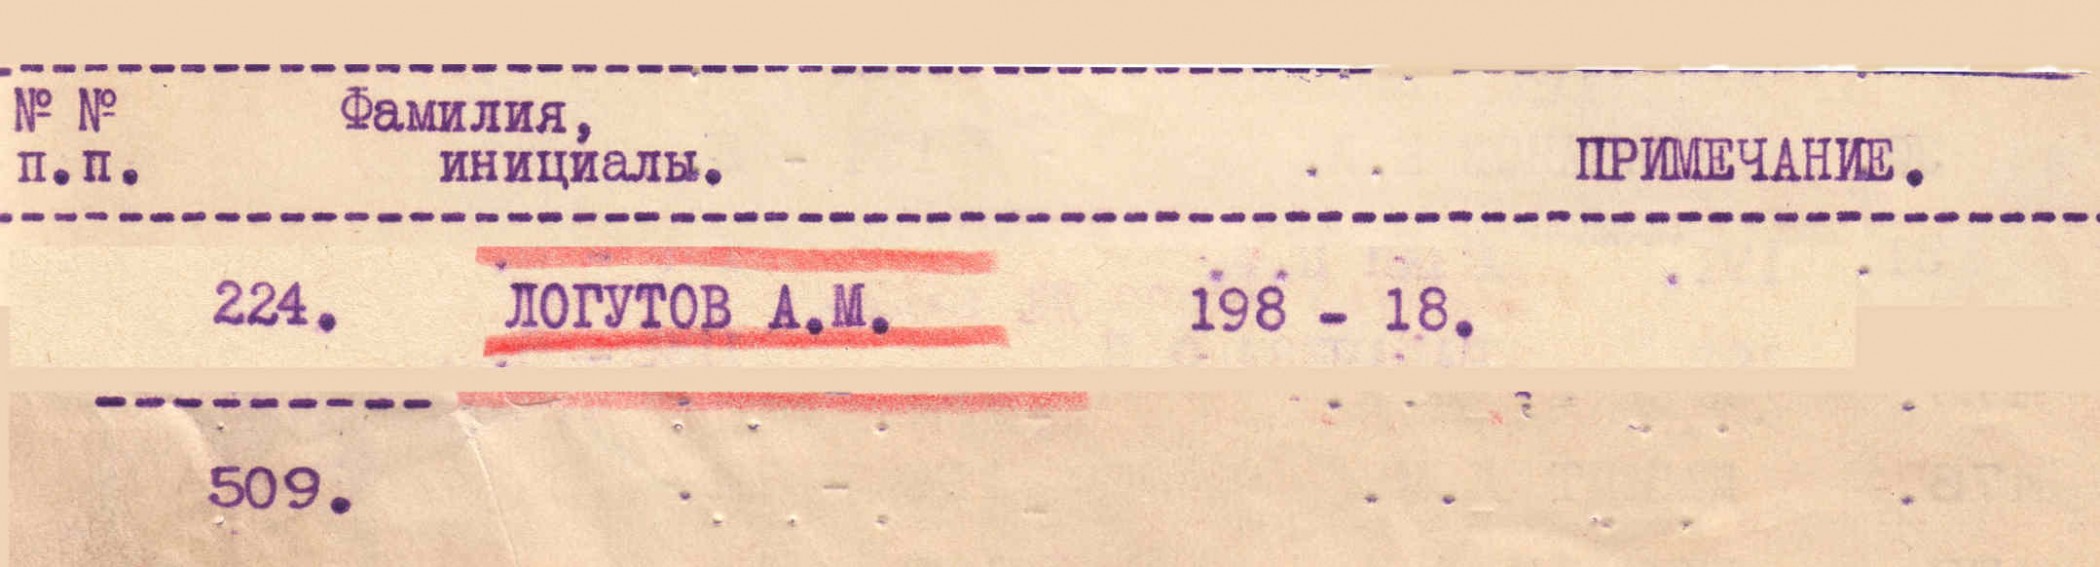 № № Фамилия,
п.п. инициалы. ПРИМЕЧАНИЕ.
224. ЛОГУТОВ А.М. 198 - 18.
509.